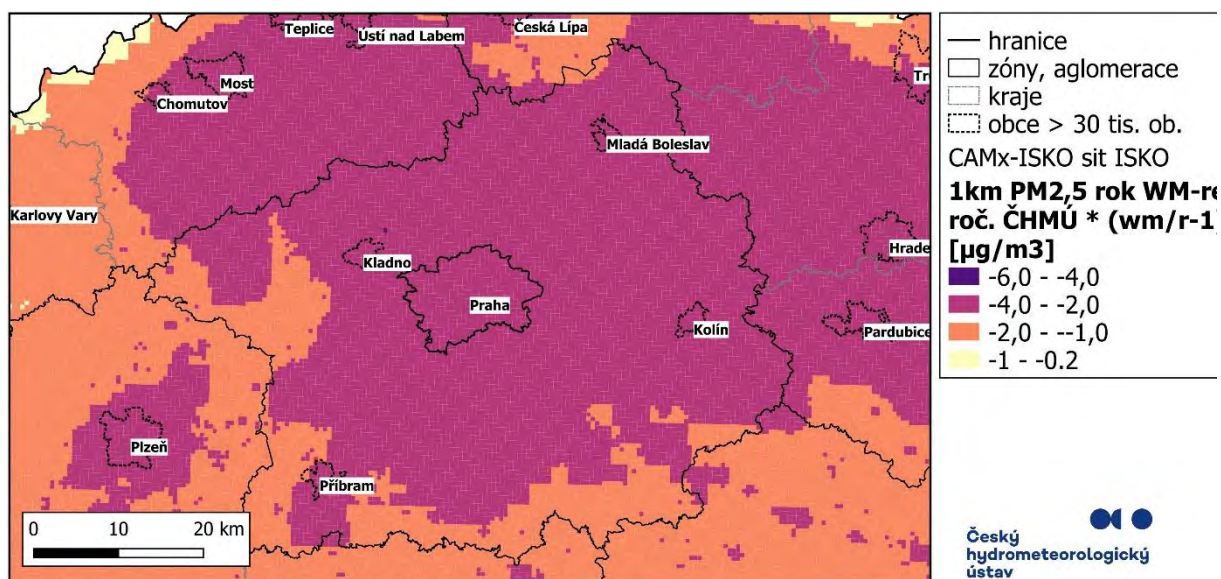 Teplice
Ústí nad Labem
Česká Lípa
Most
Chomutov
Mladá Boleslav
Karlovy Vary
Kladno
Praha
Kolín
Hrade
Pardubice
Plzeň
Příbram
0 10 20 km
hranice
zóny, aglomerace
kraje
obce > 30 tis. ob.
CAMx-ISKO sit ISKO
1km PM2,5 rok WM-re
roč. ČHMÚ * (wm/r-1)
[µg/m3]
-6,0 - -4,0
-4,0 - -2,0
-2,0 - --1,0
-1 - -0.2
Český
hydrometeorologický
ústav